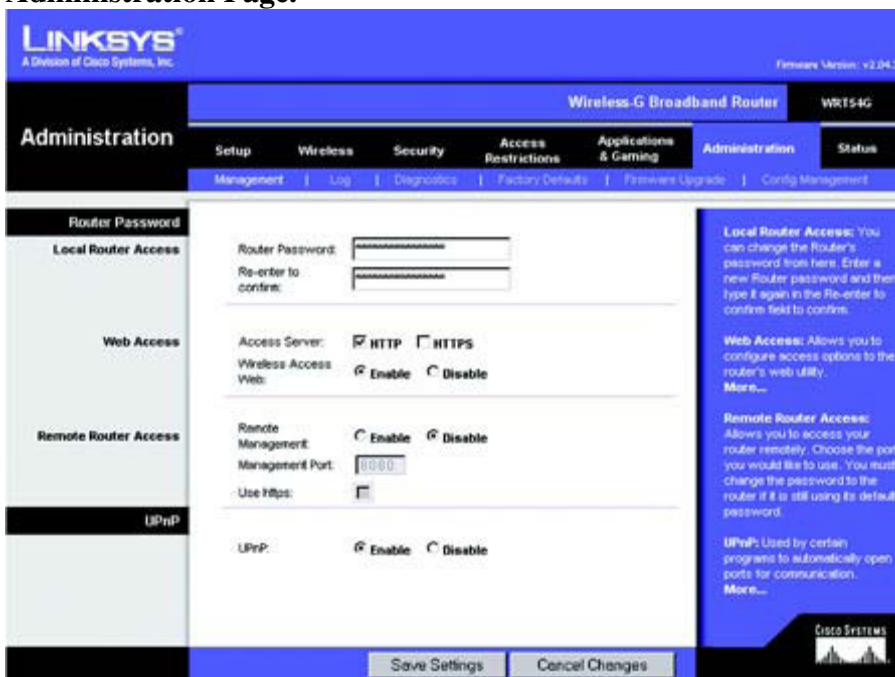 Administration Page.
LINKSYS®
A Division of Cisco Systems, Inc.
Firmware Version: v2.04.
Wireless-G Broadband Router WRT54G
Administration
Setup Wireless Security Access Restrictions Applications & Gaming Administration Status
Management | Log | Diagnostics | Factory Defaults | Firmware Upgrade | Config Management
Router Password
Local Router Access
Router Password:
Re-enter to
confirm:
Web Access
Access Server: HTTP HTTPS
Wireless Access
Web: Enable Disable
Remote Router Access
Remote
Management: Enable Disable
Management Port: 8080
Use https:
UPnP
UPnP: Enable Disable
Local Router Access: You
can change the Router's
password from here. Enter a
new Router password and then
type it again in the Re-enter to
confirm field to confirm.
Web Access: Allows you to
configure access options to the
router's web utility.
More...
Remote Router Access:
Allows you to access your
router remotely. Choose the port
you would like to use. You must
change the password to the
router if it is still using its default
password.
UPnP: Used by certain
programs to automatically open
ports for communication.
More...
CISCO SYSTEMS
Save Settings Cancel Changes